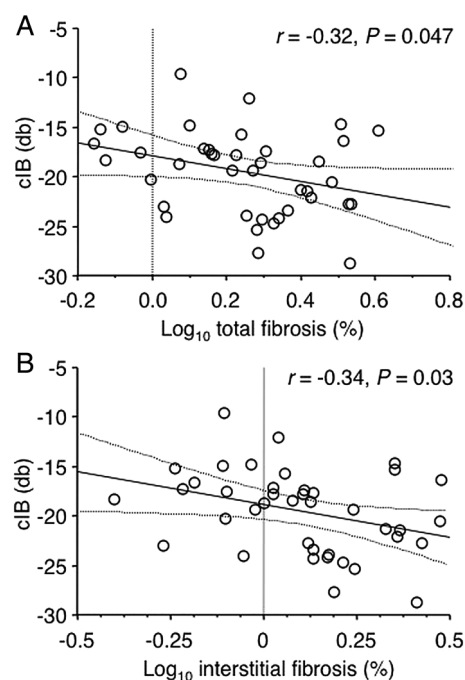 A
r = -0.32, P = 0.047
cIB (db)
-5
-10
-15
-20
-25
-30
-0.2 0.0 0.2 0.4 0.6 0.8
Log10 total fibrosis (%)
B
r = -0.34, P = 0.03
cIB (db)
-5
-10
-15
-20
-25
-30
-0.5 -0.25 0 0.25 0.5
Log10 interstitial fibrosis (%)